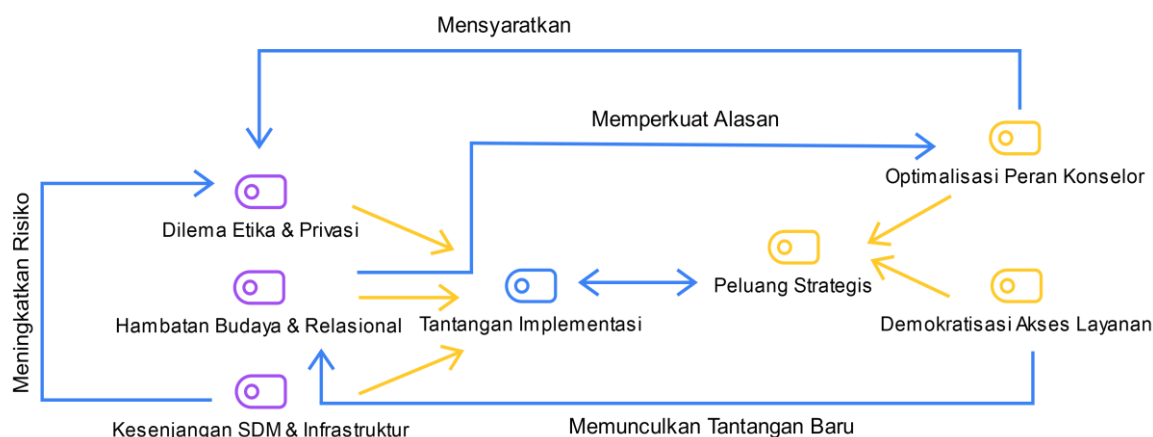 Mensyaratkan
Memperkuat Alasan
Optimalisasi Peran Konselor
Meningkatkan Risiko
Dilema Etika & Privasi
Peluang Strategis
Hambatan Budaya & Relasional
Tantangan Implementasi
Demokratisasi Akses Layanan
Kesenjangan SDM & Infrastruktur
Memunculkan Tantangan Baru